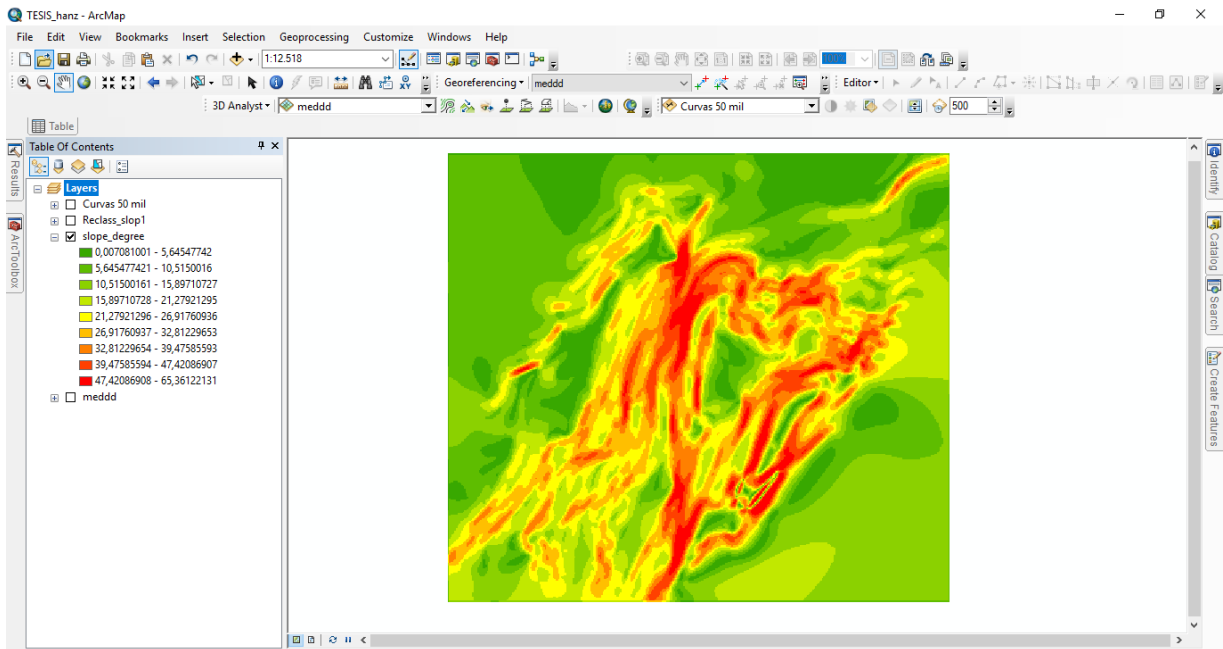 TESIS_hanz - ArcMap
File Edit View Bookmarks Insert Selection Geoprocessing Customize Windows Help
1:12.518
Georeferencing meddd Editor
3D Analyst meddd Curvas 50 mil 500
Table
Table Of Contents
Layers
Curvas 50 mil
Reclass_slop1
slope_degree
0,007081001 - 5,64547742
5,645477421 - 10,5150016
10,51500161 - 15,89710727
15,89710728 - 21,27921295
21,27921296 - 26,91760936
26,91760937 - 32,81229653
32,81229654 - 39,47585593
39,47585594 - 47,42086907
47,42086908 - 65,36122131
meddd
Results
ArcToolbox
Identify
Catalog
Search
Create Features